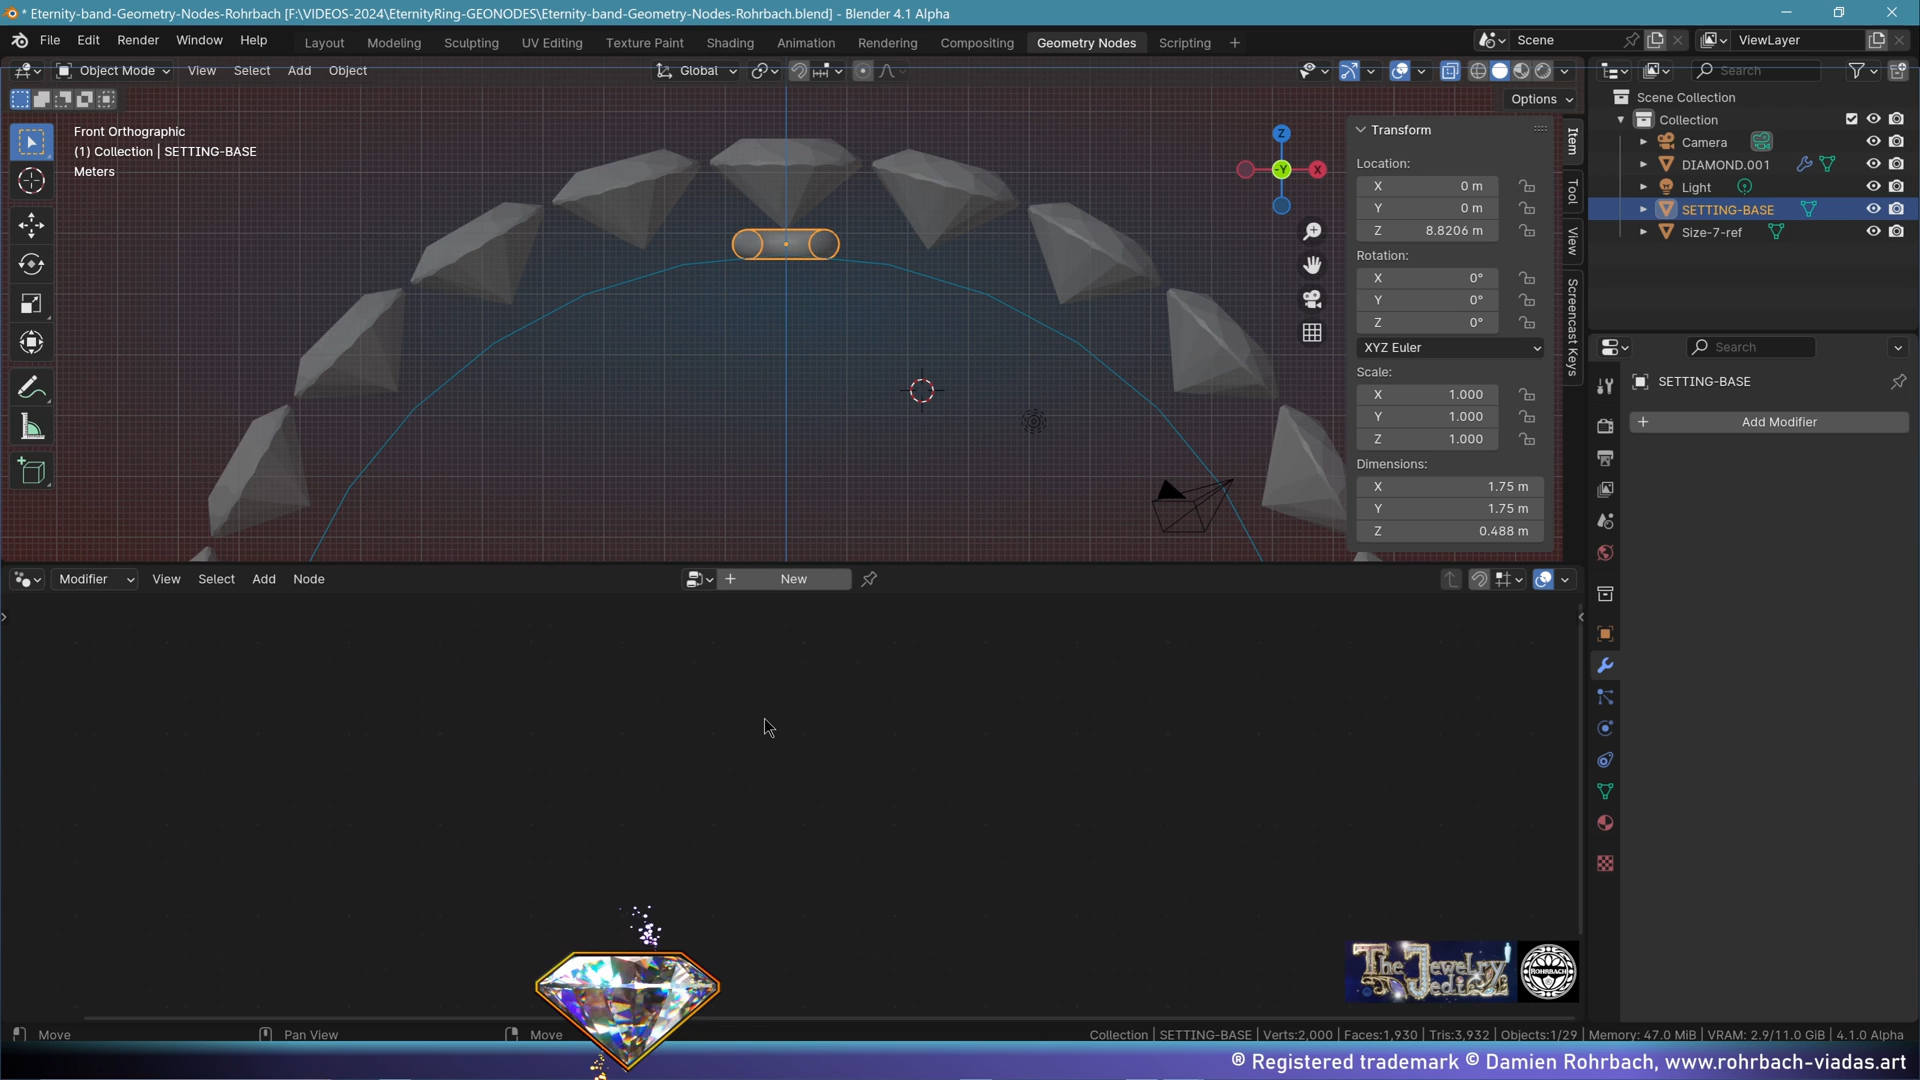 * Eternity-band-Geometry-Nodes-Rohrbach [F:\VIDEOS-2024\EternityRing-GEONODES\Eternity-band-Geometry-Nodes-Rohrbach.blend] - Blender 4.1 Alpha
File Edit Render Window Help Layout Modeling Sculpting UV Editing Texture Paint Shading Animation Rendering Compositing Geometry Nodes Scripting + Scene ViewLayer
Object Mode View Select Add Object Global Search
Options
Front Orthographic
(1) Collection | SETTING-BASE
Meters
Z
-Y
X
Transform
Location:
X 0 m
Y 0 m
Z 8.8206 m
Rotation:
X 0°
Y 0°
Z 0°
XYZ Euler
Scale:
X 1.000
Y 1.000
Z 1.000
Dimensions:
X 1.75 m
Y 1.75 m
Z 0.488 m
Item
Tool
View
Screencast Keys
Scene Collection
Collection
Camera
DIAMOND.001
Light
SETTING-BASE
Size-7-ref
Search
SETTING-BASE
+ Add Modifier
Modifier View Select Add Node + New
The Jewelry Jedi
ROHRBACH
Move Pan View Move Collection | SETTING-BASE | Verts:2,000 | Faces:1,930 | Tris:3,932 | Objects:1/29 | Memory: 47.0 MiB | VRAM: 2.9/11.0 GiB | 4.1.0 Alpha
® Registered trademark © Damien Rohrbach, www.rohrbach-viadas.art